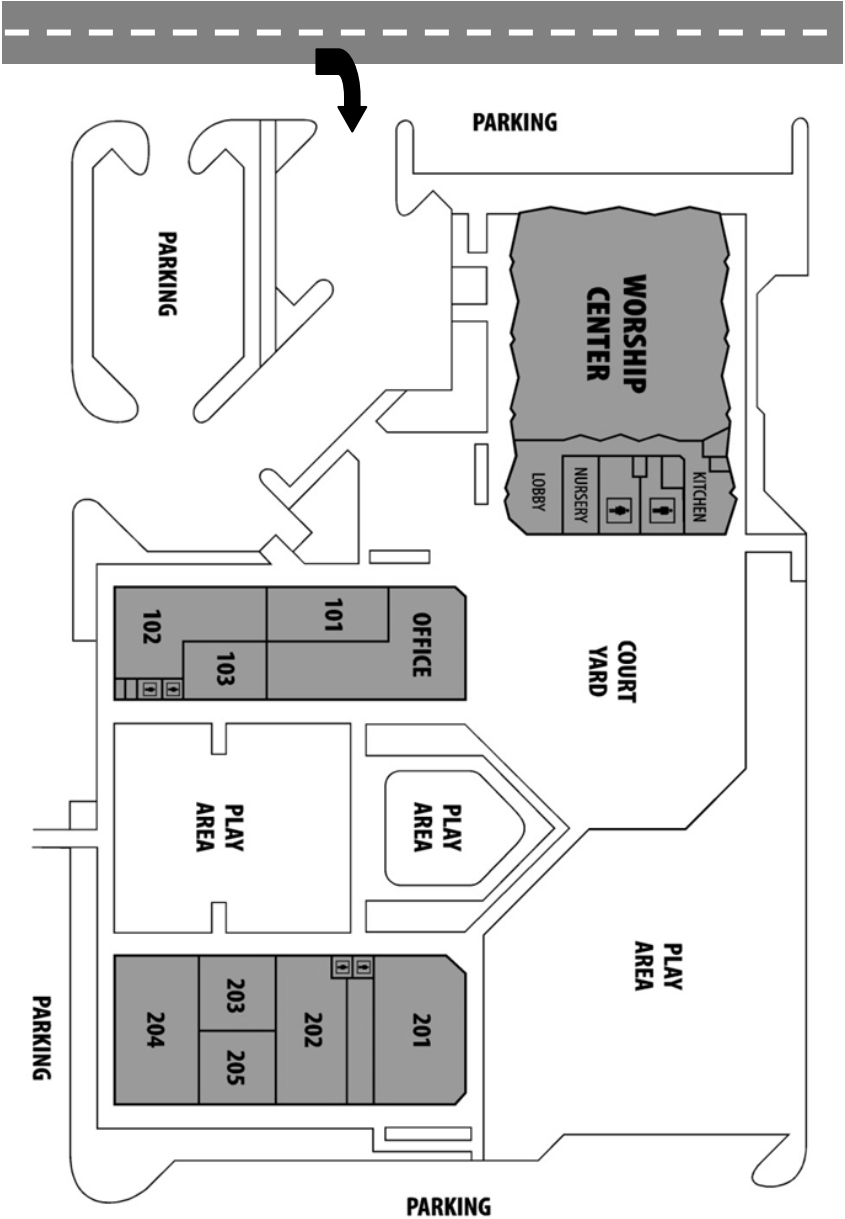 PARKING
PARKING
WORSHIP
CENTER
LOBBY
NURSERY
KITCHEN
102
101
OFFICE
103
COURT
YARD
PLAY
AREA
PLAY
AREA
PLAY
AREA
204
203
205
202
201
PARKING
PARKING